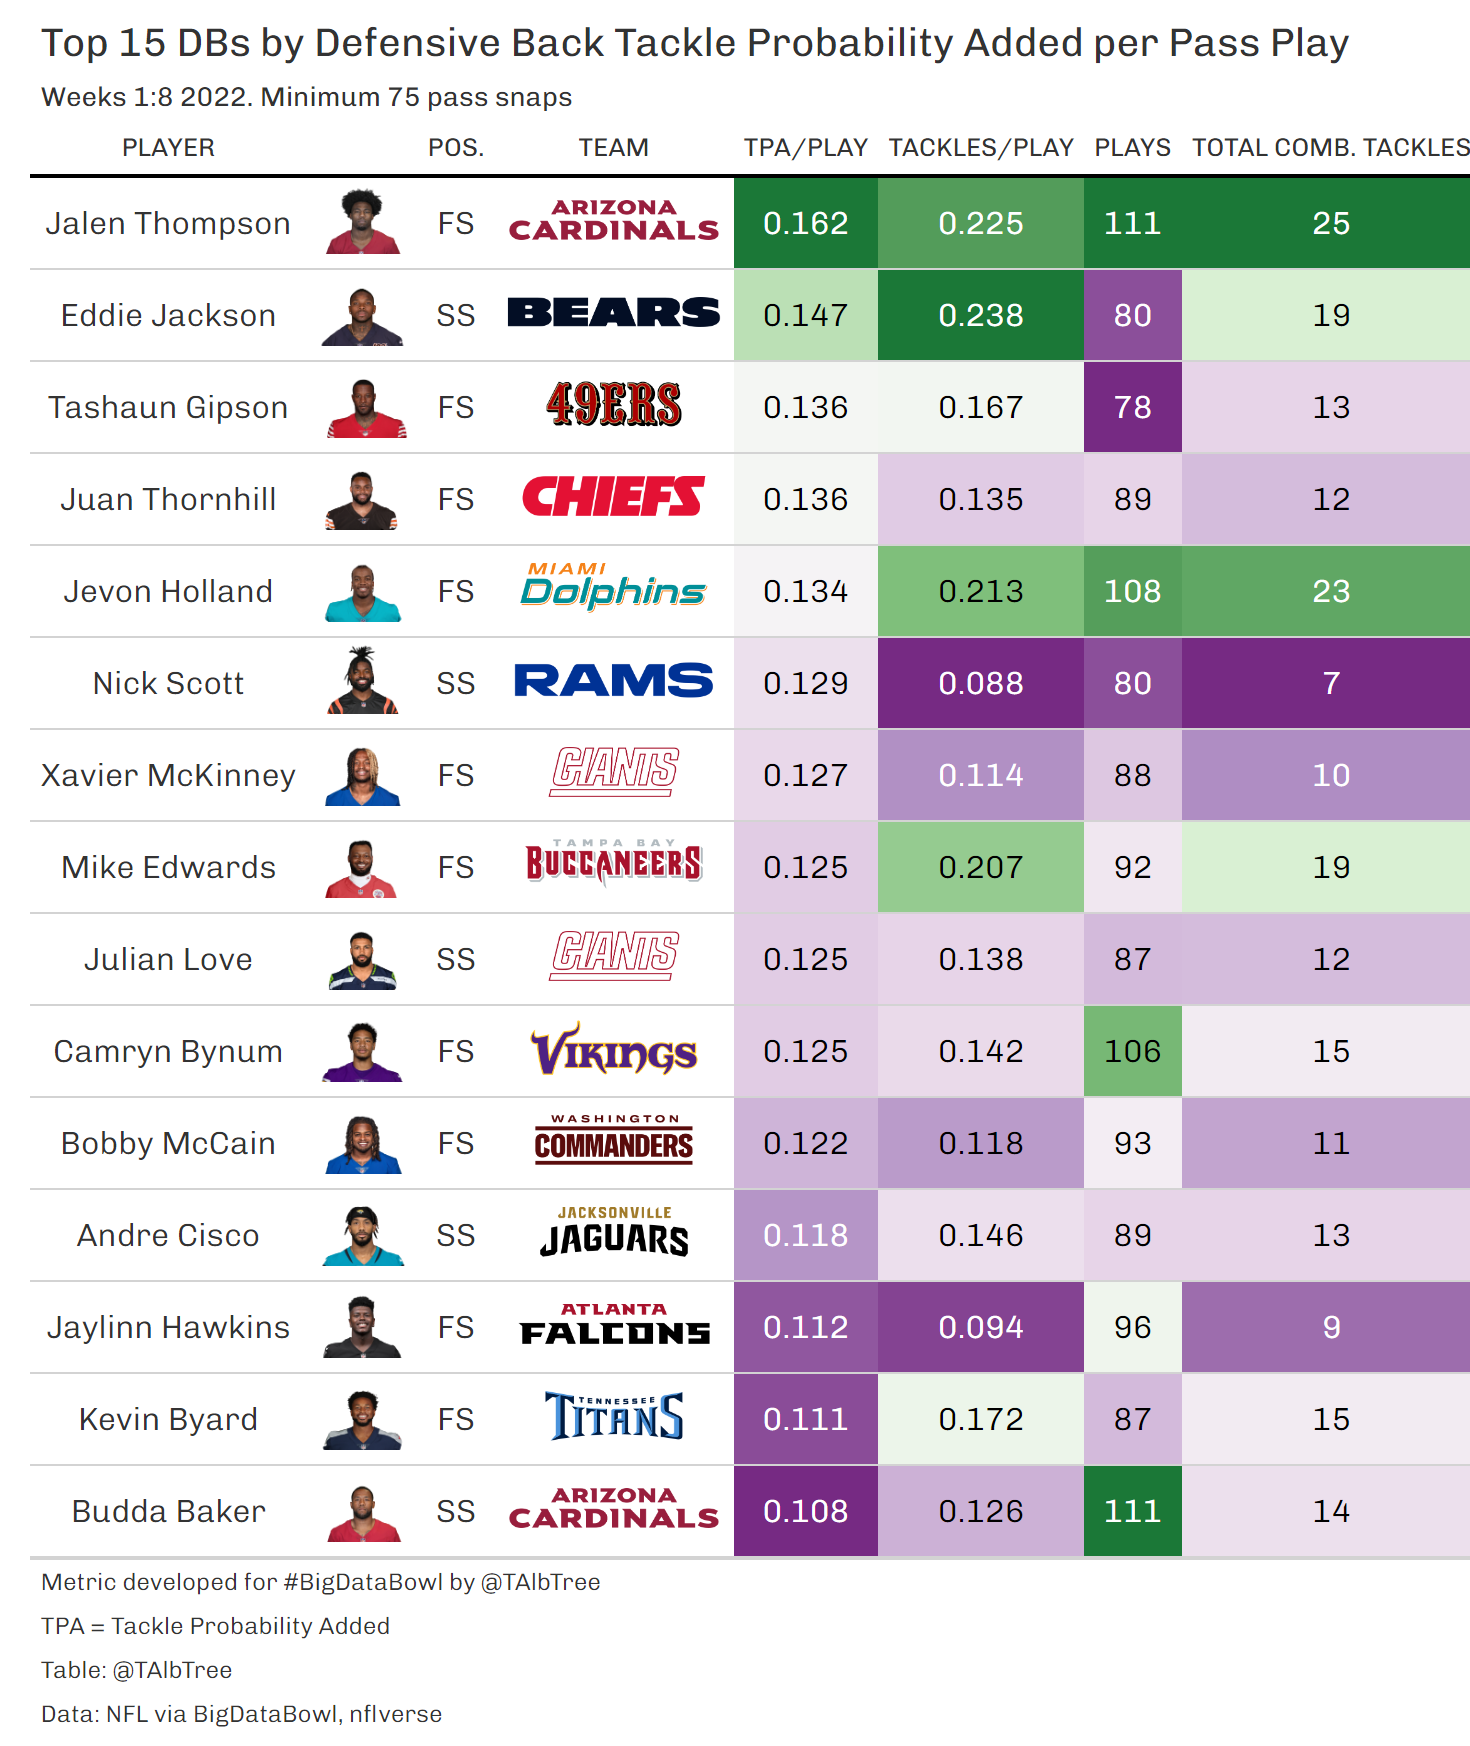 Top 15 DBs by Defensive Back Tackle Probability Added per Pass Play
Weeks 1:8 2022. Minimum 75 pass snaps
PLAYER POS. TEAM TPA/PLAY TACKLES/PLAY PLAYS TOTAL COMB. TACKLES
Jalen Thompson FS ARIZONA CARDINALS 0.162 0.225 111 25
Eddie Jackson SS BEARS 0.147 0.238 80 19
Tashaun Gipson FS 49ERS 0.136 0.167 78 13
Juan Thornhill FS CHIEFS 0.136 0.135 89 12
Jevon Holland FS MIAMI Dolphins 0.134 0.213 108 23
Nick Scott SS RAMS 0.129 0.088 80 7
Xavier McKinney FS GIANTS 0.127 0.114 88 10
Mike Edwards FS TAMPA BAY BUCCANEERS 0.125 0.207 92 19
Julian Love SS GIANTS 0.125 0.138 87 12
Camryn Bynum FS VIKINGS 0.125 0.142 106 15
Bobby McCain FS WASHINGTON COMMANDERS 0.122 0.118 93 11
Andre Cisco SS JACKSONVILLE JAGUARS 0.118 0.146 89 13
Jaylinn Hawkins FS ATLANTA FALCONS 0.112 0.094 96 9
Kevin Byard FS TENNESSEE TITANS 0.111 0.172 87 15
Budda Baker SS ARIZONA CARDINALS 0.108 0.126 111 14
Metric developed for #BigDataBowl by @TAlbTree
TPA = Tackle Probability Added
Table: @TAlbTree
Data: NFL via BigDataBowl, nflverse